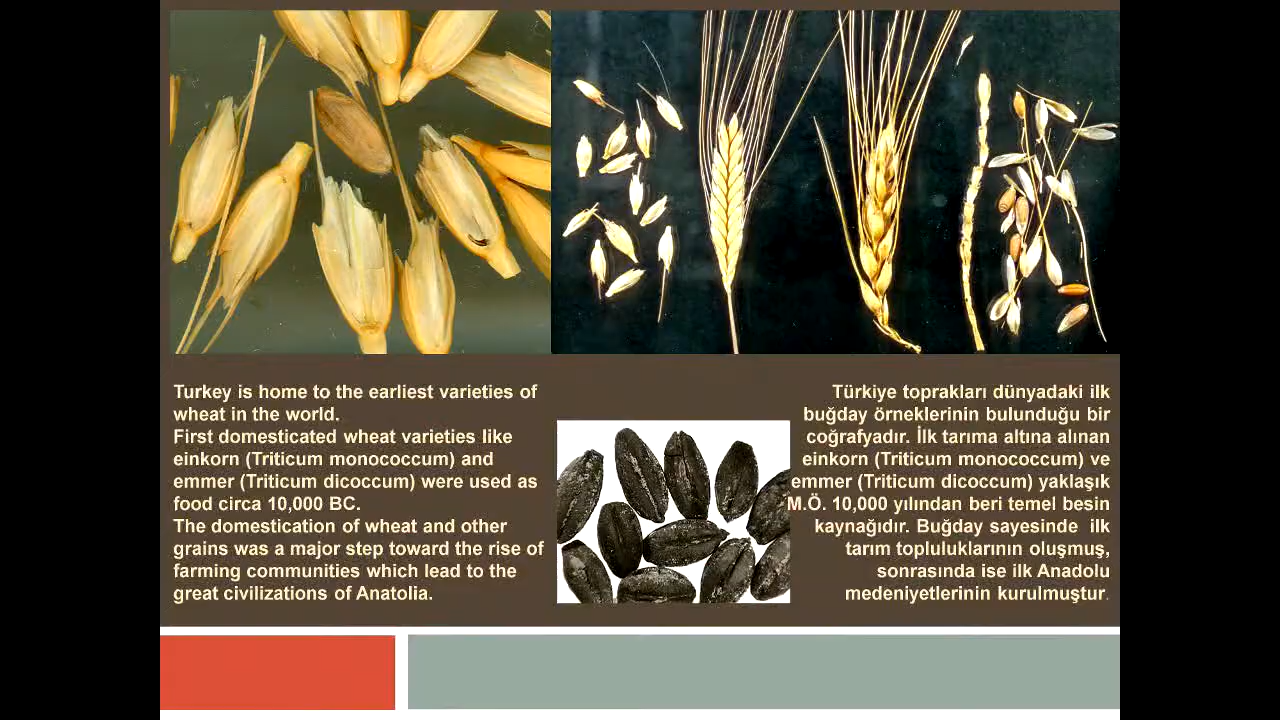 Turkey is home to the earliest varieties of
wheat in the world.
First domesticated wheat varieties like
einkorn (Triticum monococcum) and
emmer (Triticum dicoccum) were used as
food circa 10,000 BC.
The domestication of wheat and other
grains was a major step toward the rise of
farming communities which lead to the
great civilizations of Anatolia.
Türkiye toprakları dünyadaki ilk
buğday örneklerinin bulunduğu bir
coğrafyadır. İlk tarıma altına alınan
einkorn (Triticum monococcum) ve
emmer (Triticum dicoccum) yaklaşık
M.Ö. 10,000 yılından beri temel besin
kaynağıdır. Buğday sayesinde ilk
tarım topluluklarının oluşmuş,
sonrasında ise ilk Anadolu
medeniyetlerinin kurulmuştur.